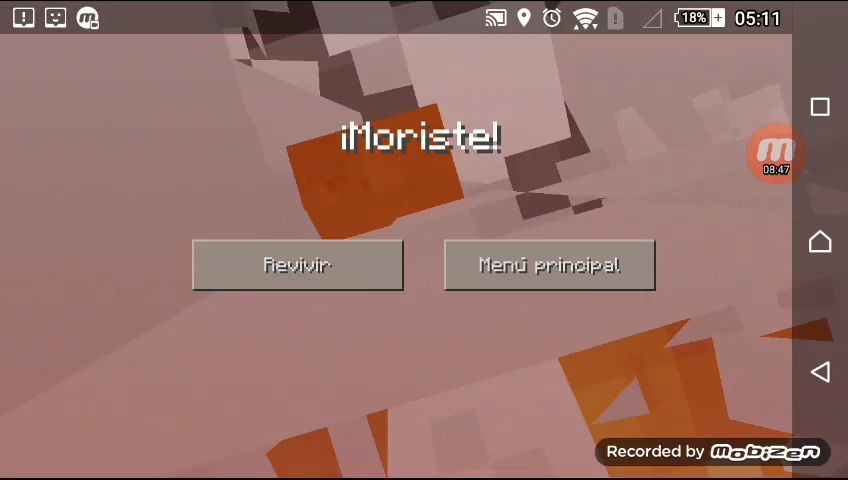 18%
05:11
¡Moriste!
08:47
Revivir
Menú principal
Recorded by mobizen